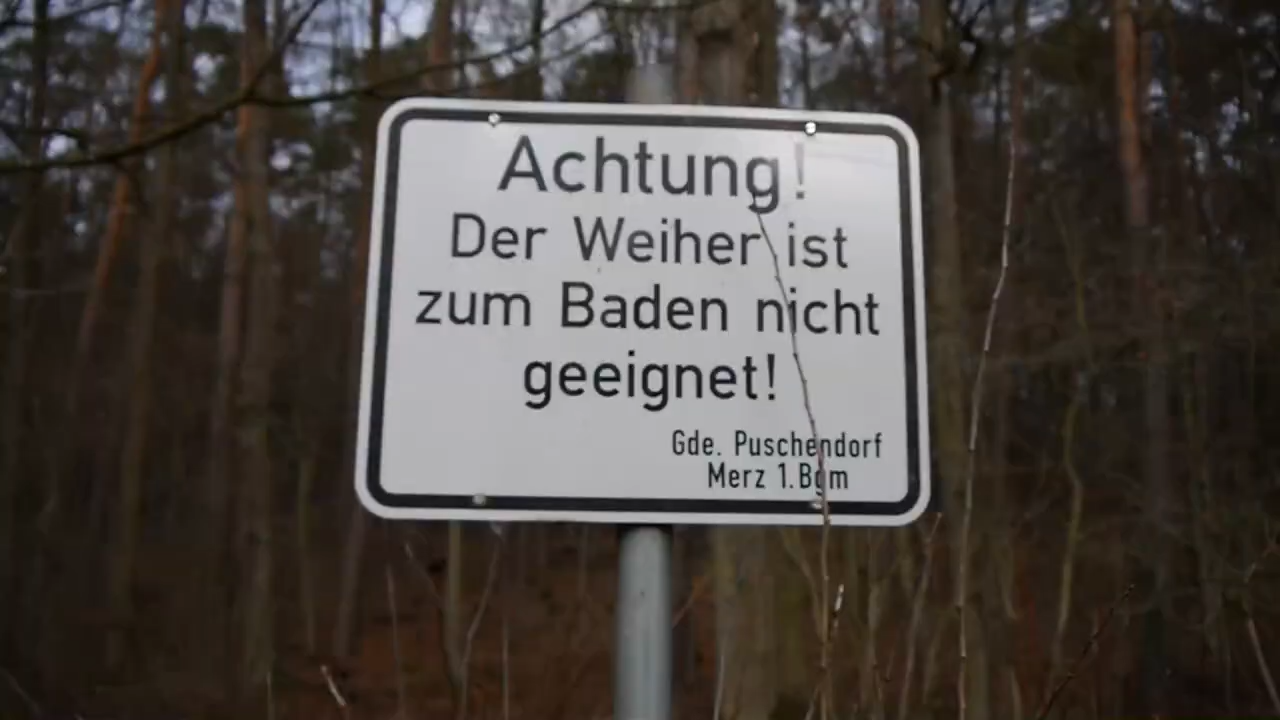 Achtung!
Der Weiher ist
zum Baden nicht
geeignet!
Gde. Puschendorf
Merz 1.Bgm